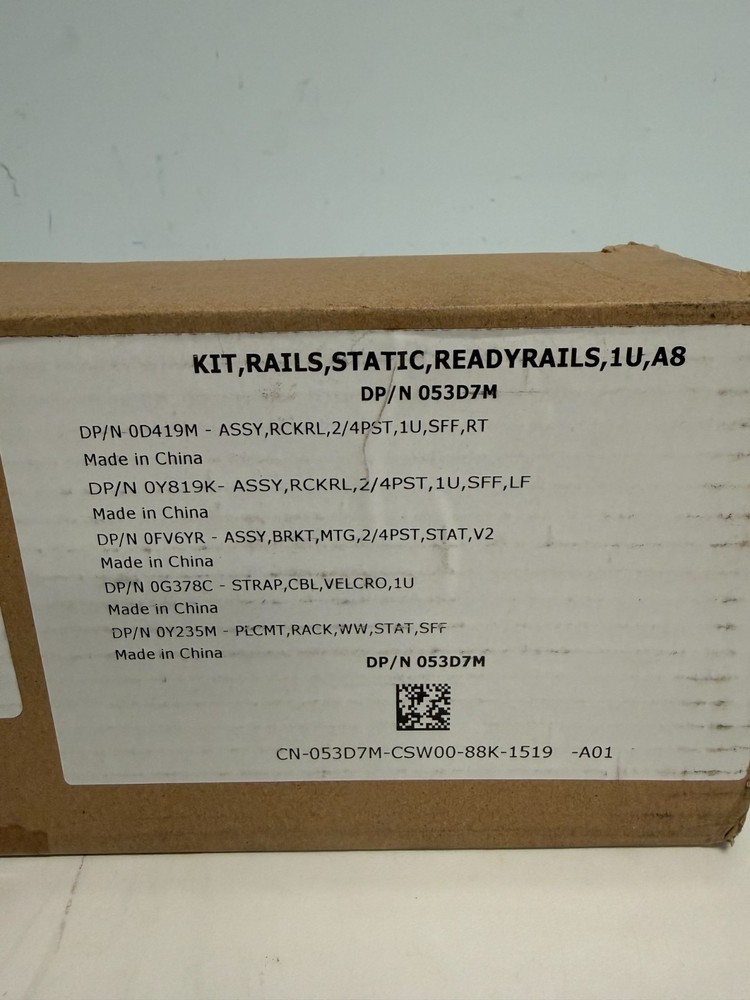 KIT,RAILS,STATIC,READYRAILS,1U,A8
DP/N 053D7M
DP/N 0D419M - ASSY,RCKRL,2/4PST,1U,SFF,RT
Made in China
DP/N 0Y819K- ASSY,RCKRL,2/4PST,1U,SFF,LF
Made in China
DP/N 0FV6YR - ASSY,BRKT,MTG,2/4PST,STAT,V2
Made in China
DP/N 0G378C - STRAP,CBL,VELCRO,1U
Made in China
DP/N 0Y235M - PLCMT,RACK,WW,STAT,SFF
Made in China
DP/N 053D7M
CN-053D7M-CSW00-88K-1519 -A01